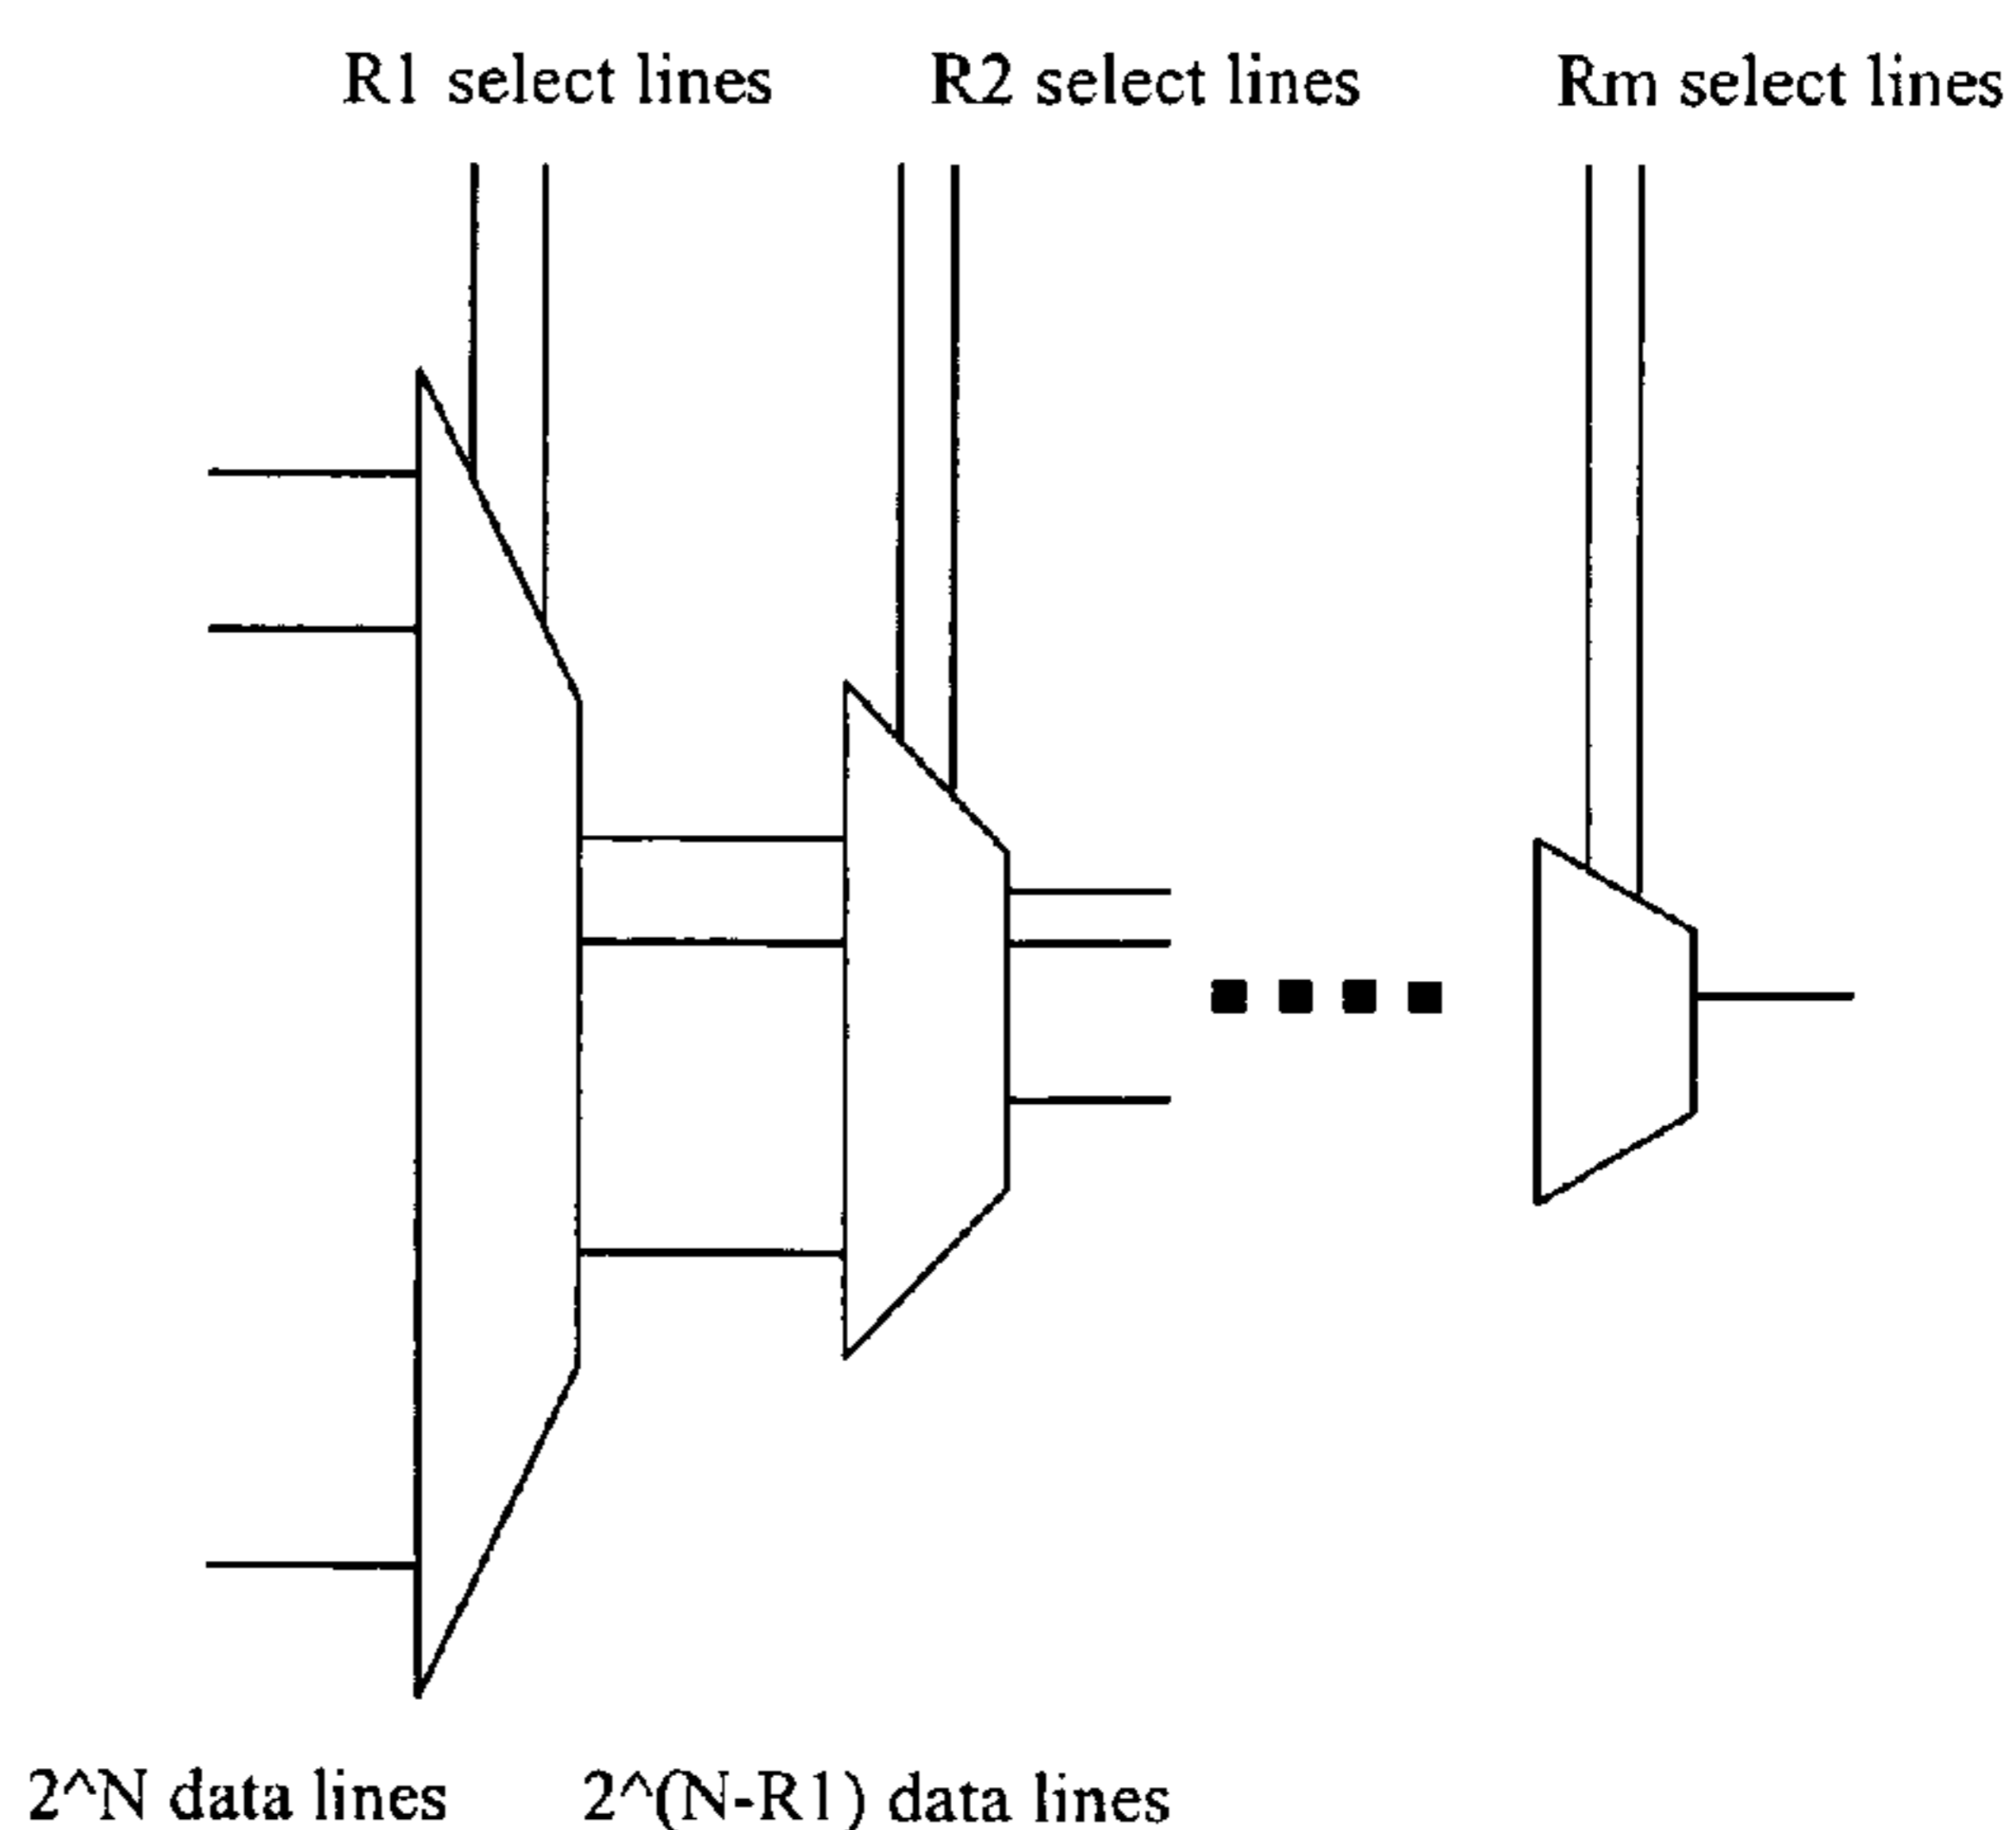 R1 select lines
R2 select lines
Rm select lines
2^N data lines
2^(N-R1) data lines